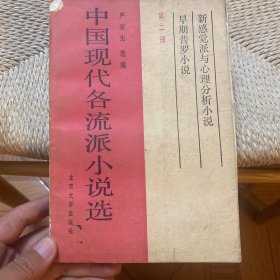 新感觉派与心理分析小说
早期普罗小说
第二册
严家炎选编
中国现代各流派小说选
北京大学出版社